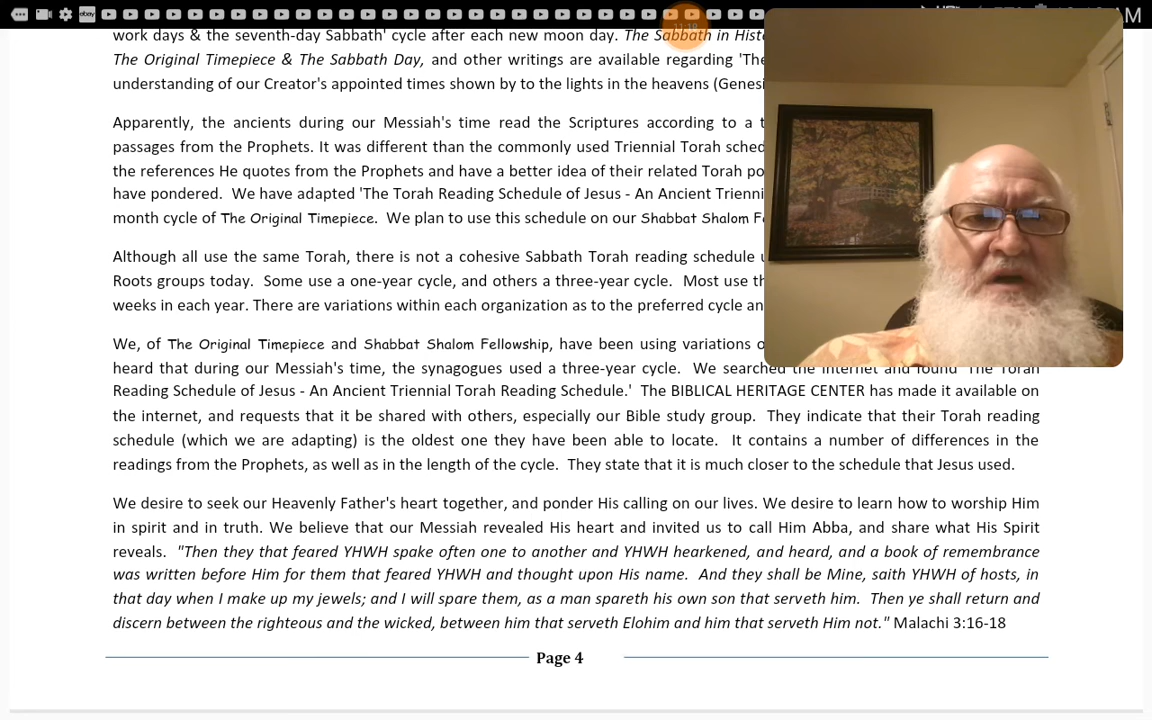 ebay
11:18
AM
work days & the seventh-day Sabbath' cycle after each new moon day. The Sabbath in Histo
The Original Timepiece & The Sabbath Day, and other writings are available regarding 'The
understanding of our Creator's appointed times shown by to the lights in the heavens (Genesi
Apparently, the ancients during our Messiah's time read the Scriptures according to a t
passages from the Prophets. It was different than the commonly used Triennial Torah sched
the references He quotes from the Prophets and have a better idea of their related Torah po
have pondered. We have adapted 'The Torah Reading Schedule of Jesus - An Ancient Trienni
month cycle of The Original Timepiece. We plan to use this schedule on our Shabbat Shalom Fe
Although all use the same Torah, there is not a cohesive Sabbath Torah reading schedule u
Roots groups today. Some use a one-year cycle, and others a three-year cycle. Most use th
weeks in each year. There are variations within each organization as to the preferred cycle an
We, of The Original Timepiece and Shabbat Shalom Fellowship, have been using variations o
heard that during our Messiah's time, the synagogues used a three-year cycle. We searched the internet and found 'The Torah
Reading Schedule of Jesus - An Ancient Triennial Torah Reading Schedule.' The BIBLICAL HERITAGE CENTER has made it available on
the internet, and requests that it be shared with others, especially our Bible study group. They indicate that their Torah reading
schedule (which we are adapting) is the oldest one they have been able to locate. It contains a number of differences in the
readings from the Prophets, as well as in the length of the cycle. They state that it is much closer to the schedule that Jesus used.
We desire to seek our Heavenly Father's heart together, and ponder His calling on our lives. We desire to learn how to worship Him
in spirit and in truth. We believe that our Messiah revealed His heart and invited us to call Him Abba, and share what His Spirit
reveals. "Then they that feared YHWH spake often one to another and YHWH hearkened, and heard, and a book of remembrance
was written before Him for them that feared YHWH and thought upon His name. And they shall be Mine, saith YHWH of hosts, in
that day when I make up my jewels; and I will spare them, as a man spareth his own son that serveth him. Then ye shall return and
discern between the righteous and the wicked, between him that serveth Elohim and him that serveth Him not." Malachi 3:16-18
Page 4